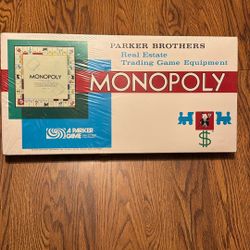 PARKER BROTHERS
Real Estate
Trading Game Equipment
MONOPOLY
MONOPOLY
A PARKER
GAME
$